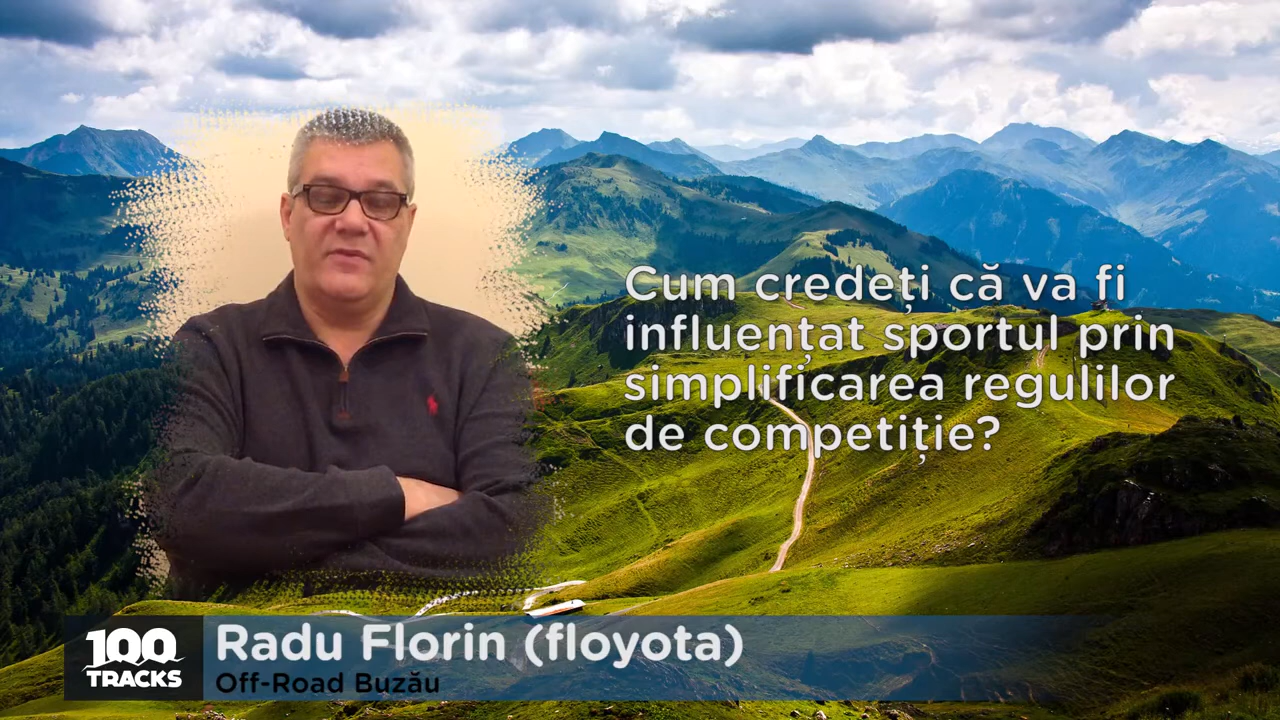 Cum credeți că va fi
influențat sportul prin
simplificarea regulilor
de competiție?
100
TRACKS
Radu Florin (floyota)
Off-Road Buzău